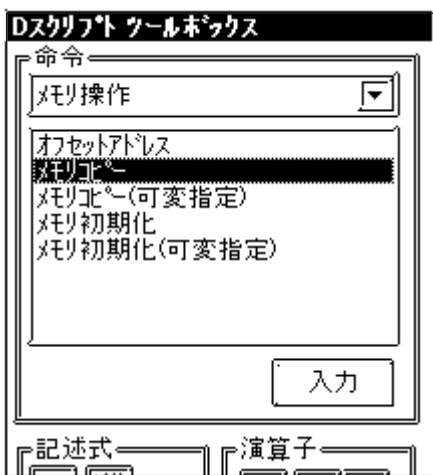 Dｽｸﾘﾌﾟﾄ ﾂｰﾙﾎﾞｯｸｽ
命令
ﾒﾓﾘ操作
ｵﾌｾｯﾄｱﾄﾞﾚｽ
ﾒﾓﾘｺﾋﾟｰ
ﾒﾓﾘｺﾋﾟｰ(可変指定)
ﾒﾓﾘ初期化
ﾒﾓﾘ初期化(可変指定)
入力
記述式 演算子